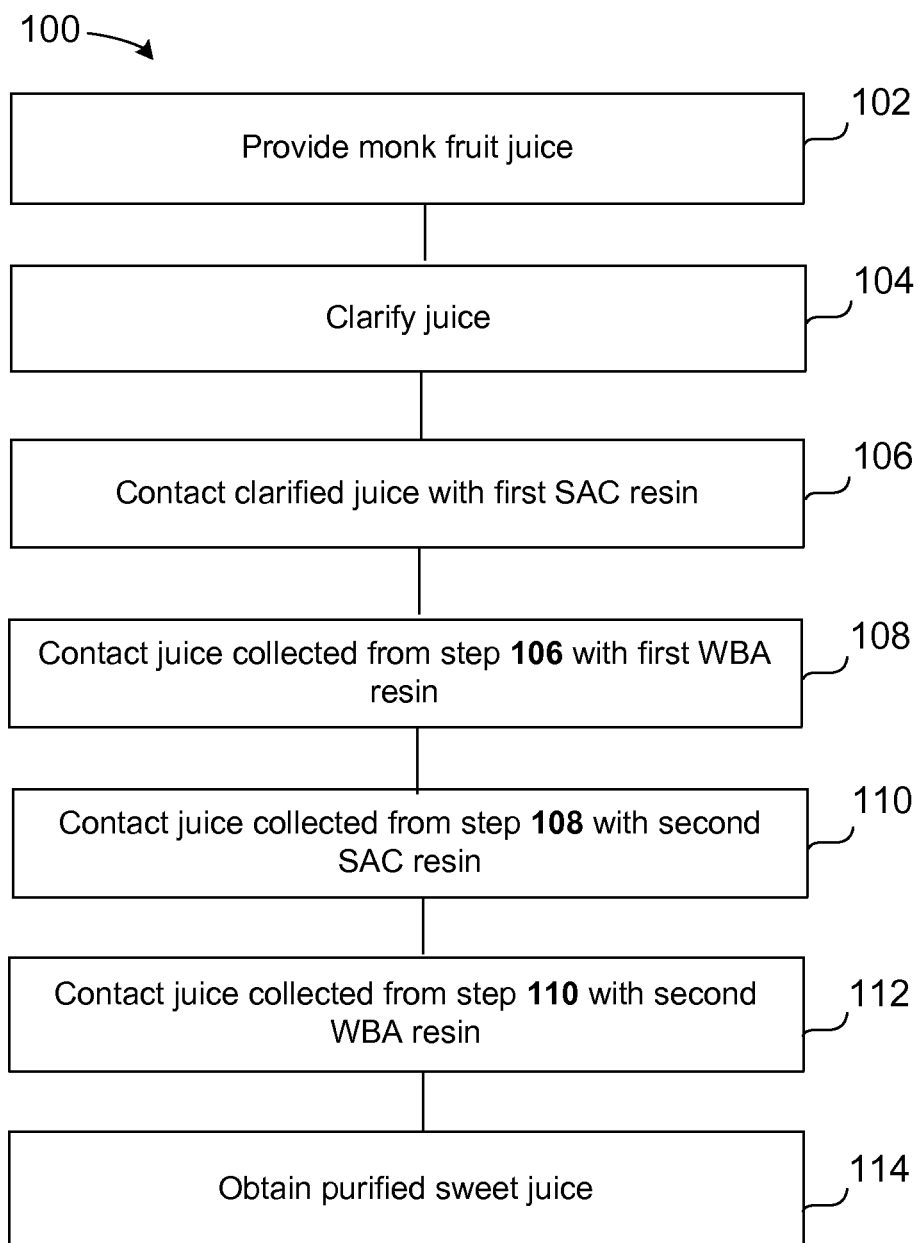 100
102
Provide monk fruit juice
104
Clarify juice
106
Contact clarified juice with first SAC resin
108
Contact juice collected from step 106 with first WBA
resin
110
Contact juice collected from step 108 with second
SAC resin
112
Contact juice collected from step 110 with second
WBA resin
114
Obtain purified sweet juice